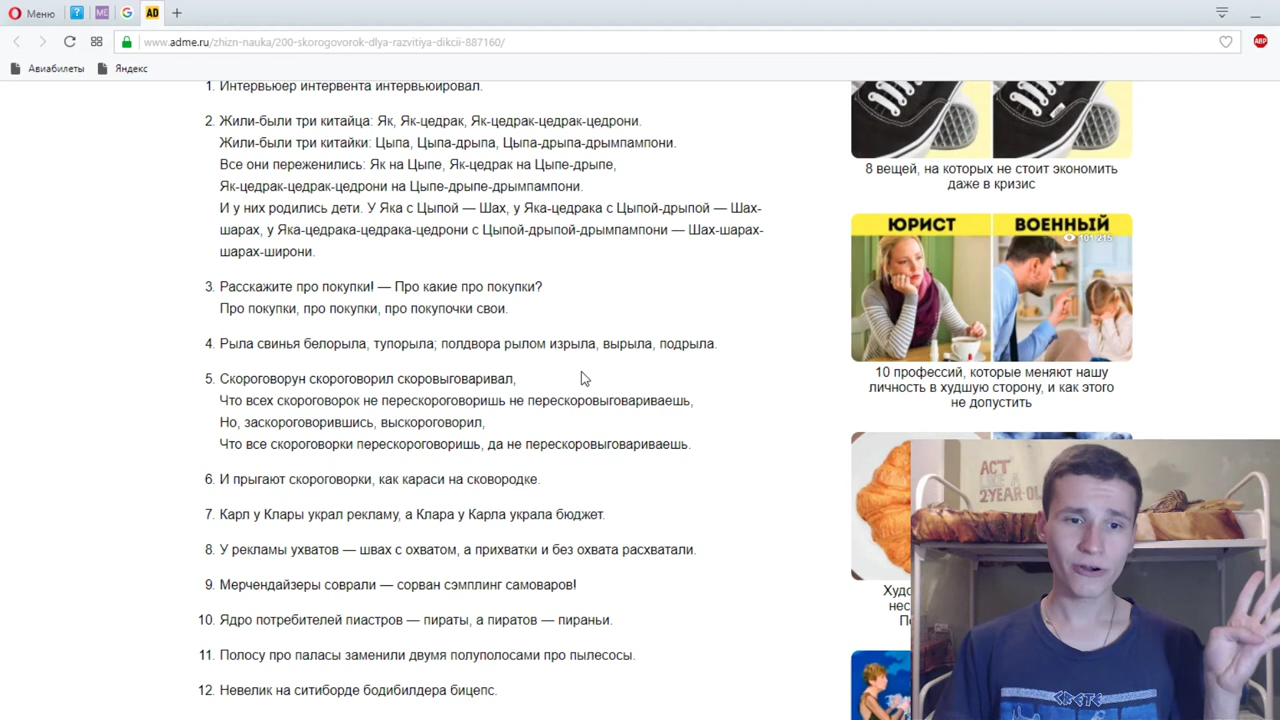 Меню
www.adme.ru/zhizn-nauka/200-skorogovorok-dlya-razvitiya-dikcii-887160/
ABP
Авиабилеты
Яндекс
1. Интервьюер интервента интервьюировал.
2. Жили-были три китайца: Як, Як-цедрак, Як-цедрак-цедрак-цедрони.
Жили-были три китайки: Цыпа, Цыпа-дрыпа, Цыпа-дрыпа-дрымпампони.
Все они переженились: Як на Цыпе, Як-цедрак на Цыпе-дрыпе,
Як-цедрак-цедрак-цедрони на Цыпе-дрыпе-дрымпампони.
И у них родились дети. У Яка с Цыпой — Шах, у Яка-цедрака с Цыпой-дрыпой — Шах-
шарах, у Яка-цедрака-цедрака-цедрони с Цыпой-дрыпой-дрымпампони — Шах-шарах-
шарах-широни.
3. Расскажите про покупки! — Про какие про покупки?
Про покупки, про покупки, про покупочки свои.
4. Рыла свинья белорыла, тупорыла; полдвора рылом изрыла, вырыла, подрыла.
5. Скороговорун скороговорил скоровыговаривал,
Что всех скороговорок не перескороговоришь не перескоровыговариваешь,
Но, заскороговорившись, выскороговорил,
Что все скороговорки перескороговоришь, да не перескоровыговариваешь.
6. И прыгают скороговорки, как караси на сковородке.
7. Карл у Клары украл рекламу, а Клара у Карла украла бюджет.
8. У рекламы ухватов — швах с охватом, а прихватки и без охвата расхватали.
9. Мерчендайзеры соврали — сорван сэмплинг самоваров!
10. Ядро потребителей пиастров — пираты, а пиратов — пираньи.
11. Полосу про паласы заменили двумя полуполосами про пылесосы.
12. Невелик на ситиборде бодибилдера бицепс.
8 вещей, на которых не стоит экономить
даже в кризис
ЮРИСТ
ВОЕННЫЙ
101 215
10 профессий, которые меняют нашу
личность в худшую сторону, и как этого
не допустить
Худо
нес
По
ACT
LIKE A
2-YEAR-OL